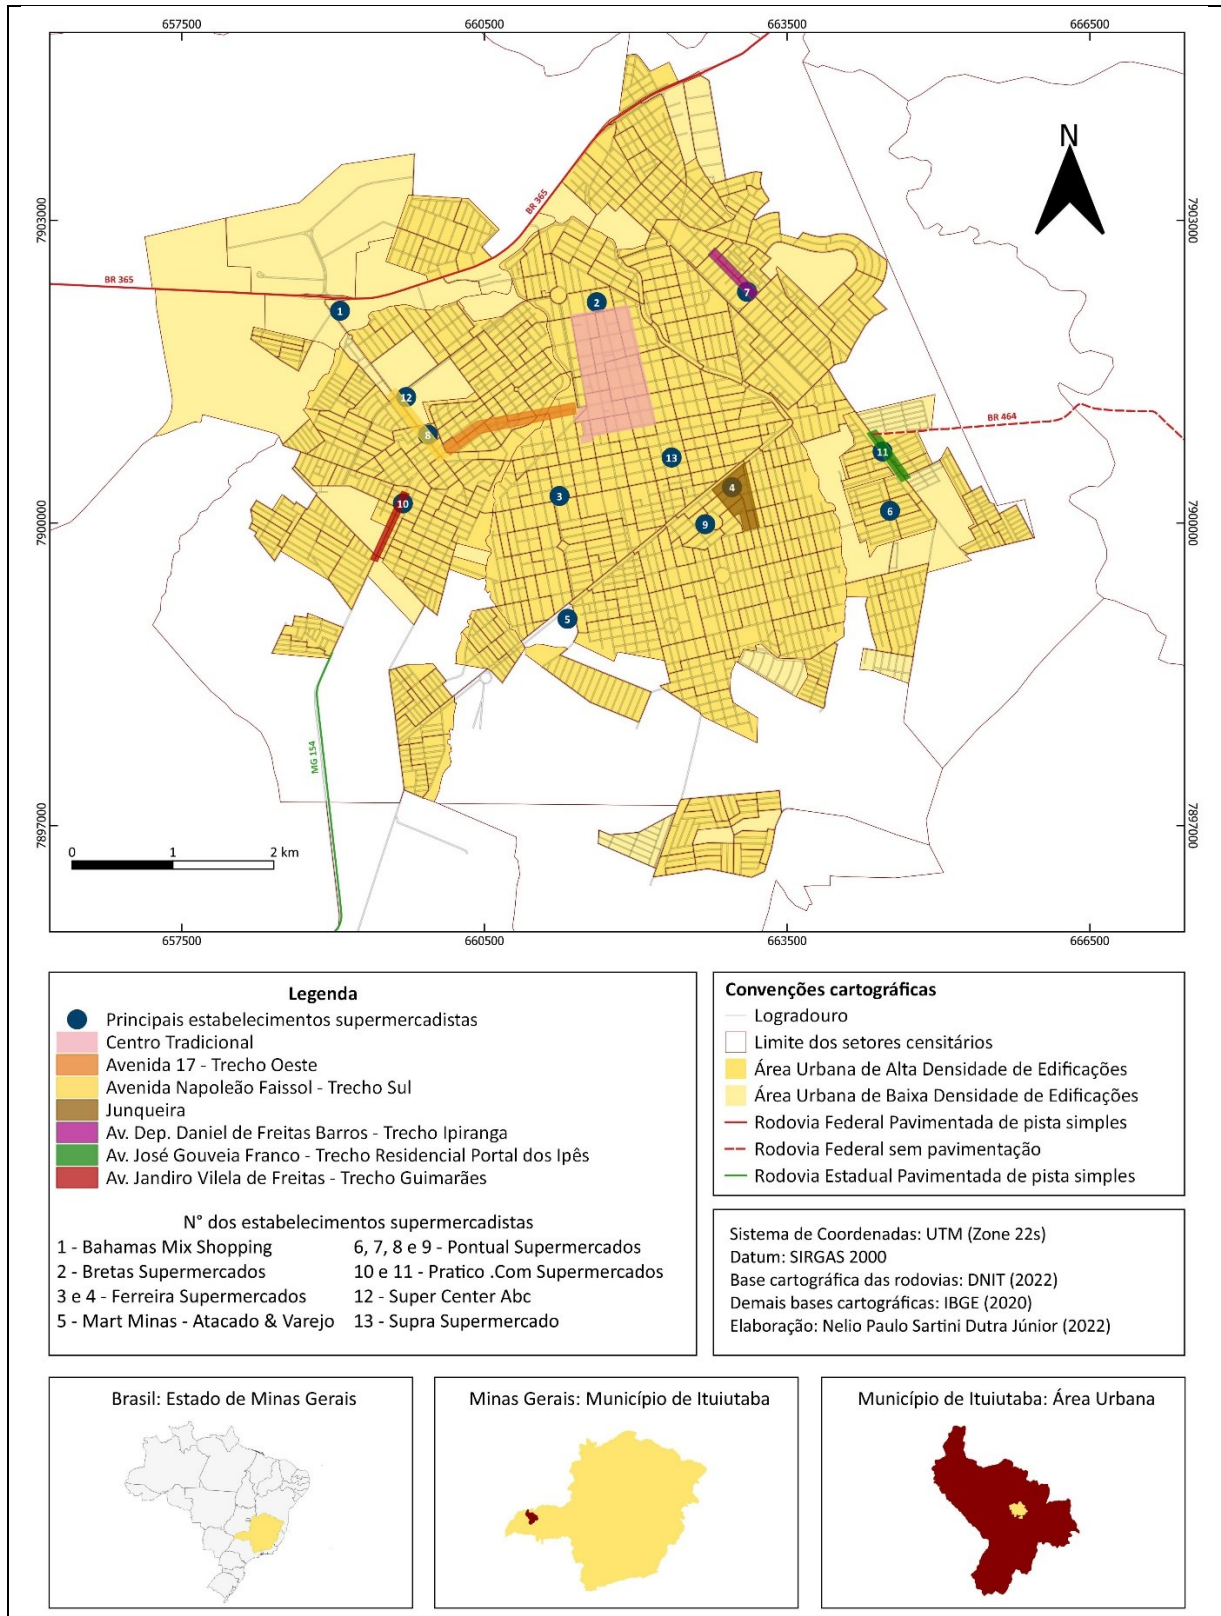 657500
660500
663500
666500
N
BR 365
7903000
7903000
BR 365
7
2
1
12
BR 464
8
11
13
4
3
10
6
9
7900000
7900000
5
MG 154
7897000
7897000
0
1
2 km
657500
660500
663500
666500
Legenda
Principais estabelecimentos supermercadistas
Centro Tradicional
Avenida 17 - Trecho Oeste
Avenida Napoleão Faissol - Trecho Sul
Junqueira
Av. Dep. Daniel de Freitas Barros - Trecho Ipiranga
Av. José Gouveia Franco - Trecho Residencial Portal dos Ipês
Av. Jandiro Vilela de Freitas - Trecho Guimarães
N° dos estabelecimentos supermercadistas
1 - Bahamas Mix Shopping
2 - Bretas Supermercados
3 e 4 - Ferreira Supermercados
5 - Mart Minas - Atacado & Varejo
6, 7, 8 e 9 - Pontual Supermercados
10 e 11 - Pratico .Com Supermercados
12 - Super Center Abc
13 - Supra Supermercado
Convenções cartográficas
Logradouro
Limite dos setores censitários
Área Urbana de Alta Densidade de Edificações
Área Urbana de Baixa Densidade de Edificações
Rodovia Federal Pavimentada de pista simples
Rodovia Federal sem pavimentação
Rodovia Estadual Pavimentada de pista simples
Sistema de Coordenadas: UTM (Zone 22s)
Datum: SIRGAS 2000
Base cartográfica das rodovias: DNIT (2022)
Demais bases cartográficas: IBGE (2020)
Elaboração: Nelio Paulo Sartini Dutra Júnior (2022)
Brasil: Estado de Minas Gerais
Minas Gerais: Município de Ituiutaba
Município de Ituiutaba: Área Urbana